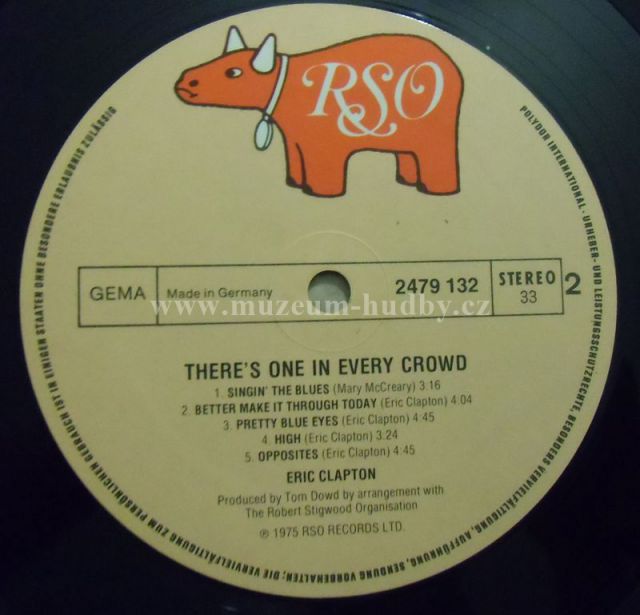 RSO
GEMA
Made in Germany
2479 132
STEREO
33
2
www.muzeum-hudby.cz
THERE'S ONE IN EVERY CROWD
1. SINGIN' THE BLUES (Mary McCreary) 3:16
2. BETTER MAKE IT THROUGH TODAY (Eric Clapton) 4:04
3. PRETTY BLUE EYES (Eric Clapton) 4:45
4. HIGH (Eric Clapton) 3:24
5. OPPOSITES (Eric Clapton) 4:45
ERIC CLAPTON
Produced by Tom Dowd by arrangement with
The Robert Stigwood Organisation
℗ 1975 RSO RECORDS LTD.
POLYDOR INTERNATIONAL · URHEBER- UND LEISTUNGSSCHUTZRECHTE, BESONDERS VERVIELFÄLTIGUNG, AUFFÜHRUNG, SENDUNG VORBEHALTEN; DIE VERVIELFÄLTIGUNG ZUM PERSÖNLICHEN GEBRAUCH IST IN EINIGEN STAATEN OHNE BESONDERE ERLAUBNIS ZULÄSSIG